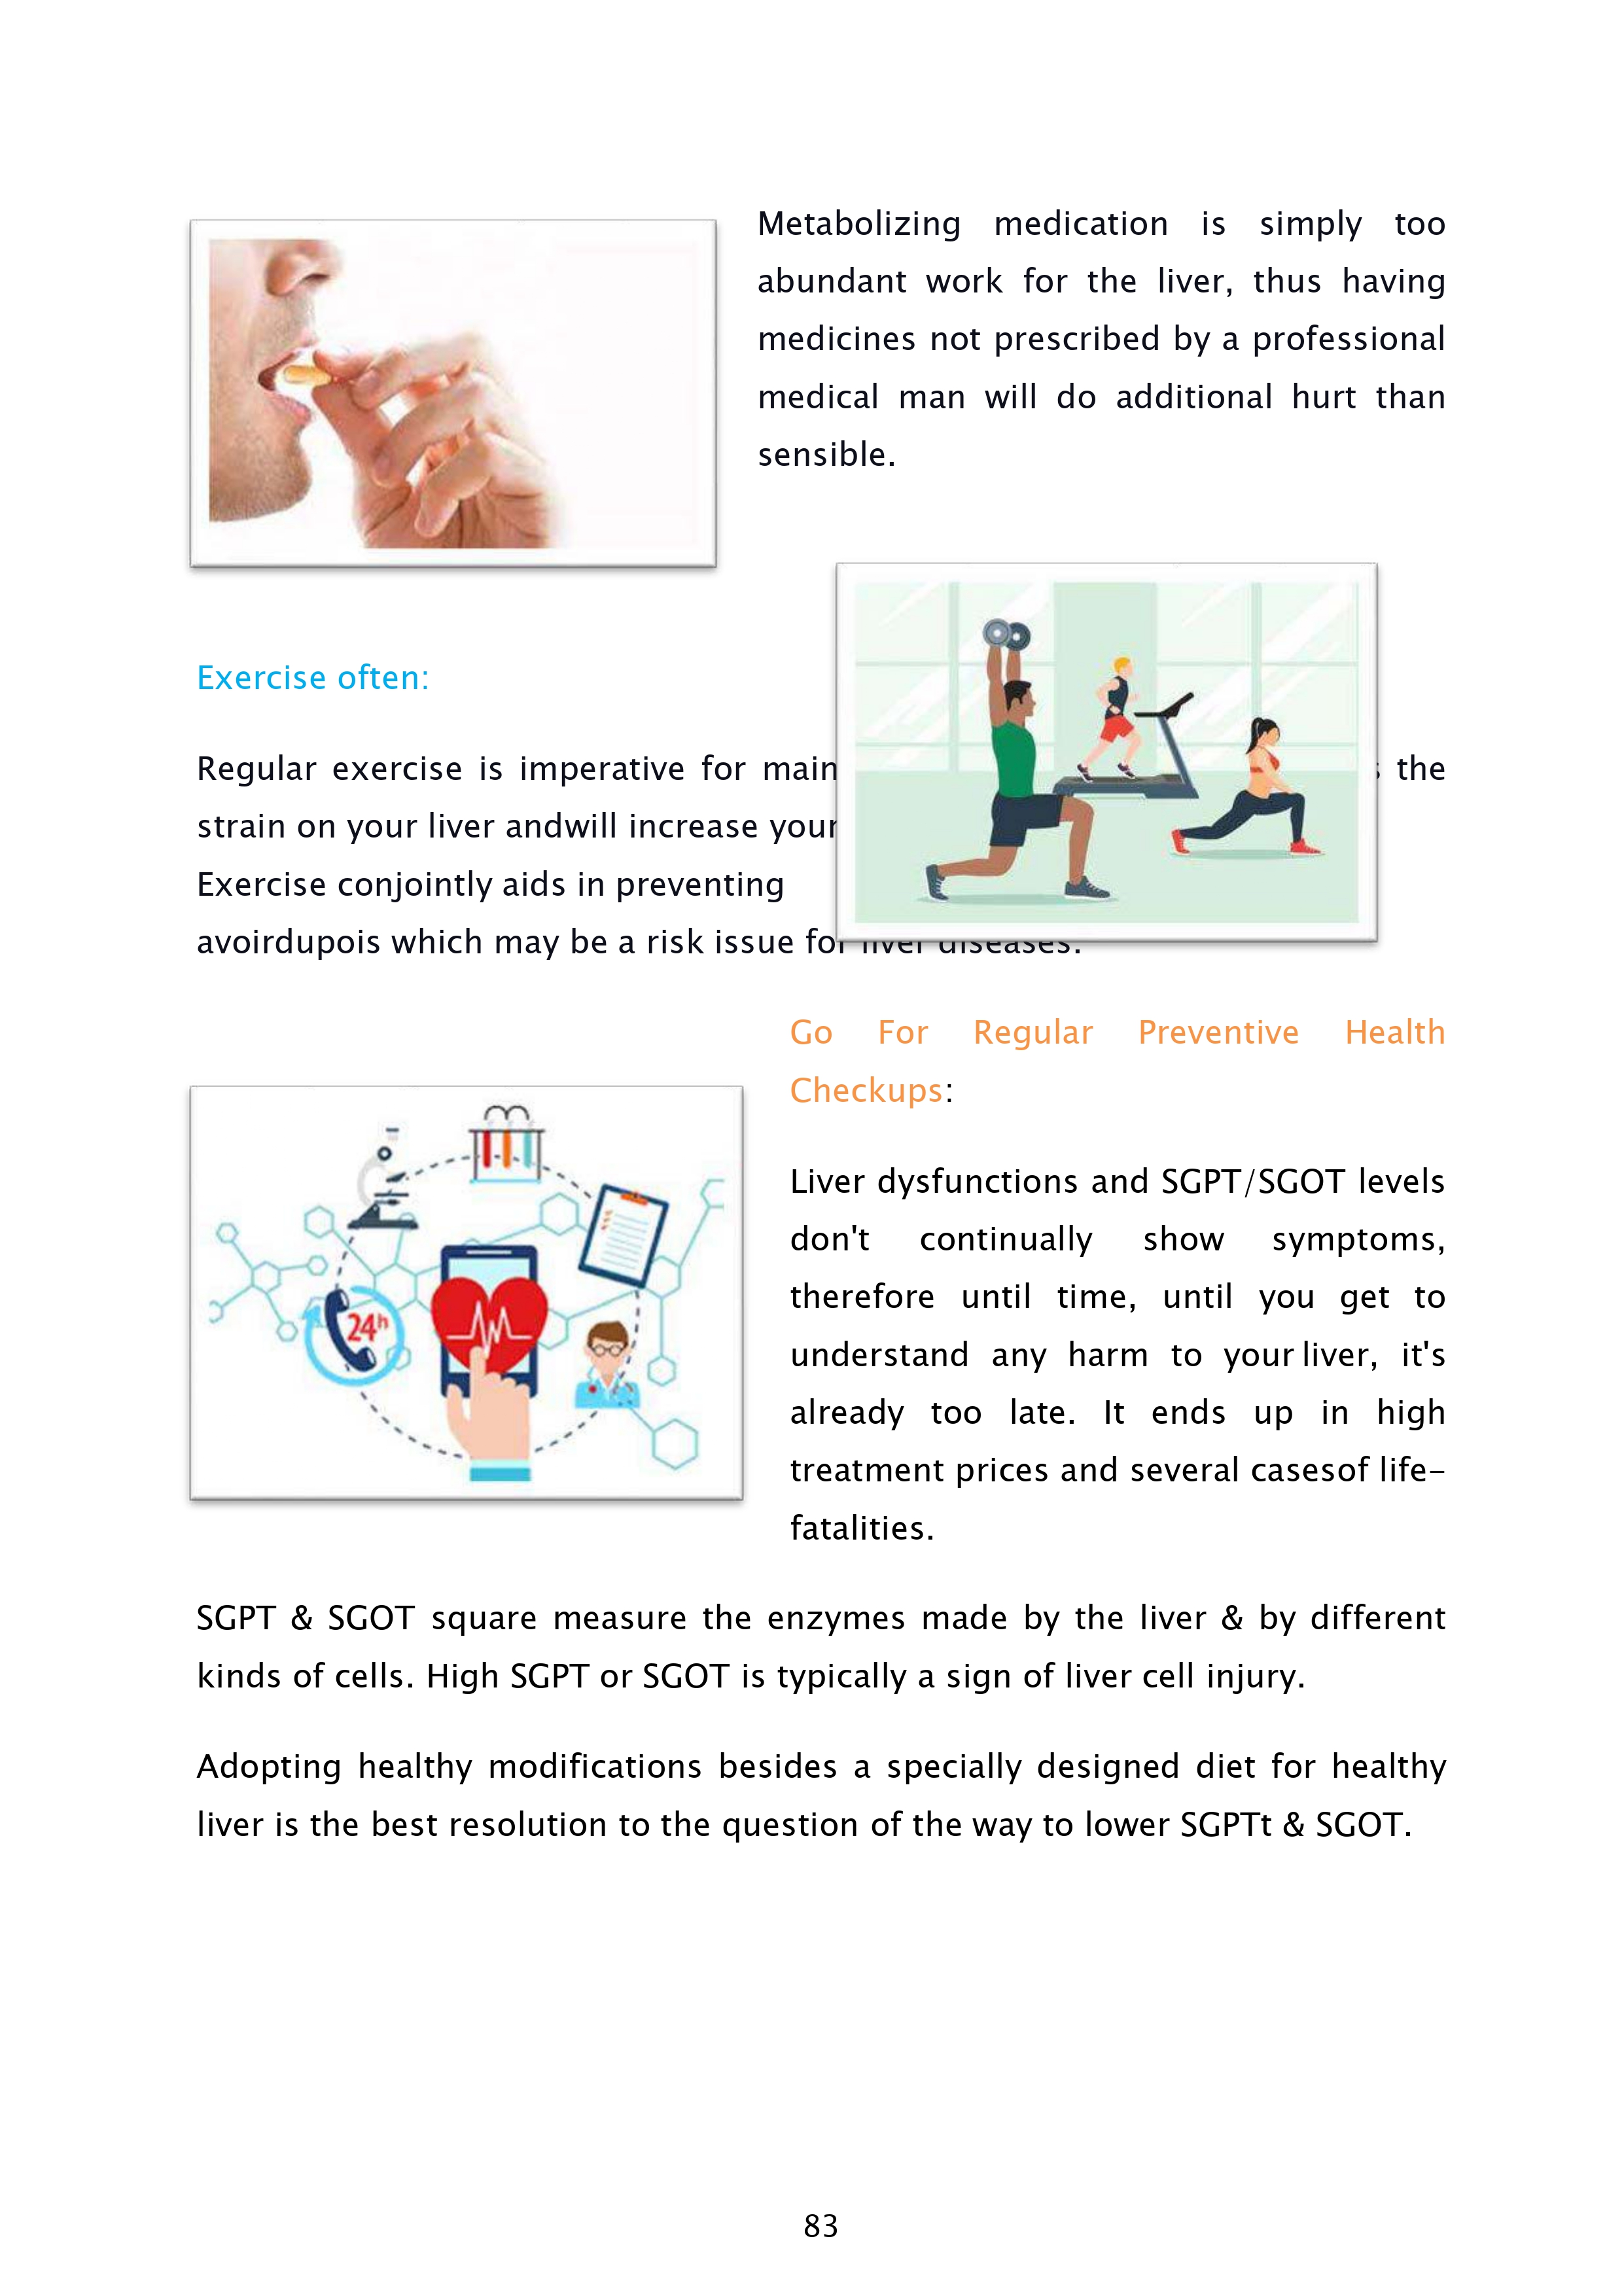 Metabolizing medication is simply too
abundant work for the liver, thus having
medicines not prescribed by a professional
medical man will do additional hurt than
sensible.
Exercise often:
Regular exercise is imperative for main the
strain on your liver andwill increase your
Exercise conjointly aids in preventing
avoirdupois which may be a risk issue for liver diseases.
Go For Regular Preventive Health
Checkups:
24h
Liver dysfunctions and SGPT/SGOT levels
don't continually show symptoms,
therefore until time, until you get to
understand any harm to your liver, it's
already too late. It ends up in high
treatment prices and several casesof life-
fatalities.
SGPT & SGOT square measure the enzymes made by the liver & by different
kinds of cells. High SGPT or SGOT is typically a sign of liver cell injury.
Adopting healthy modifications besides a specially designed diet for healthy
liver is the best resolution to the question of the way to lower SGPTt & SGOT.
83